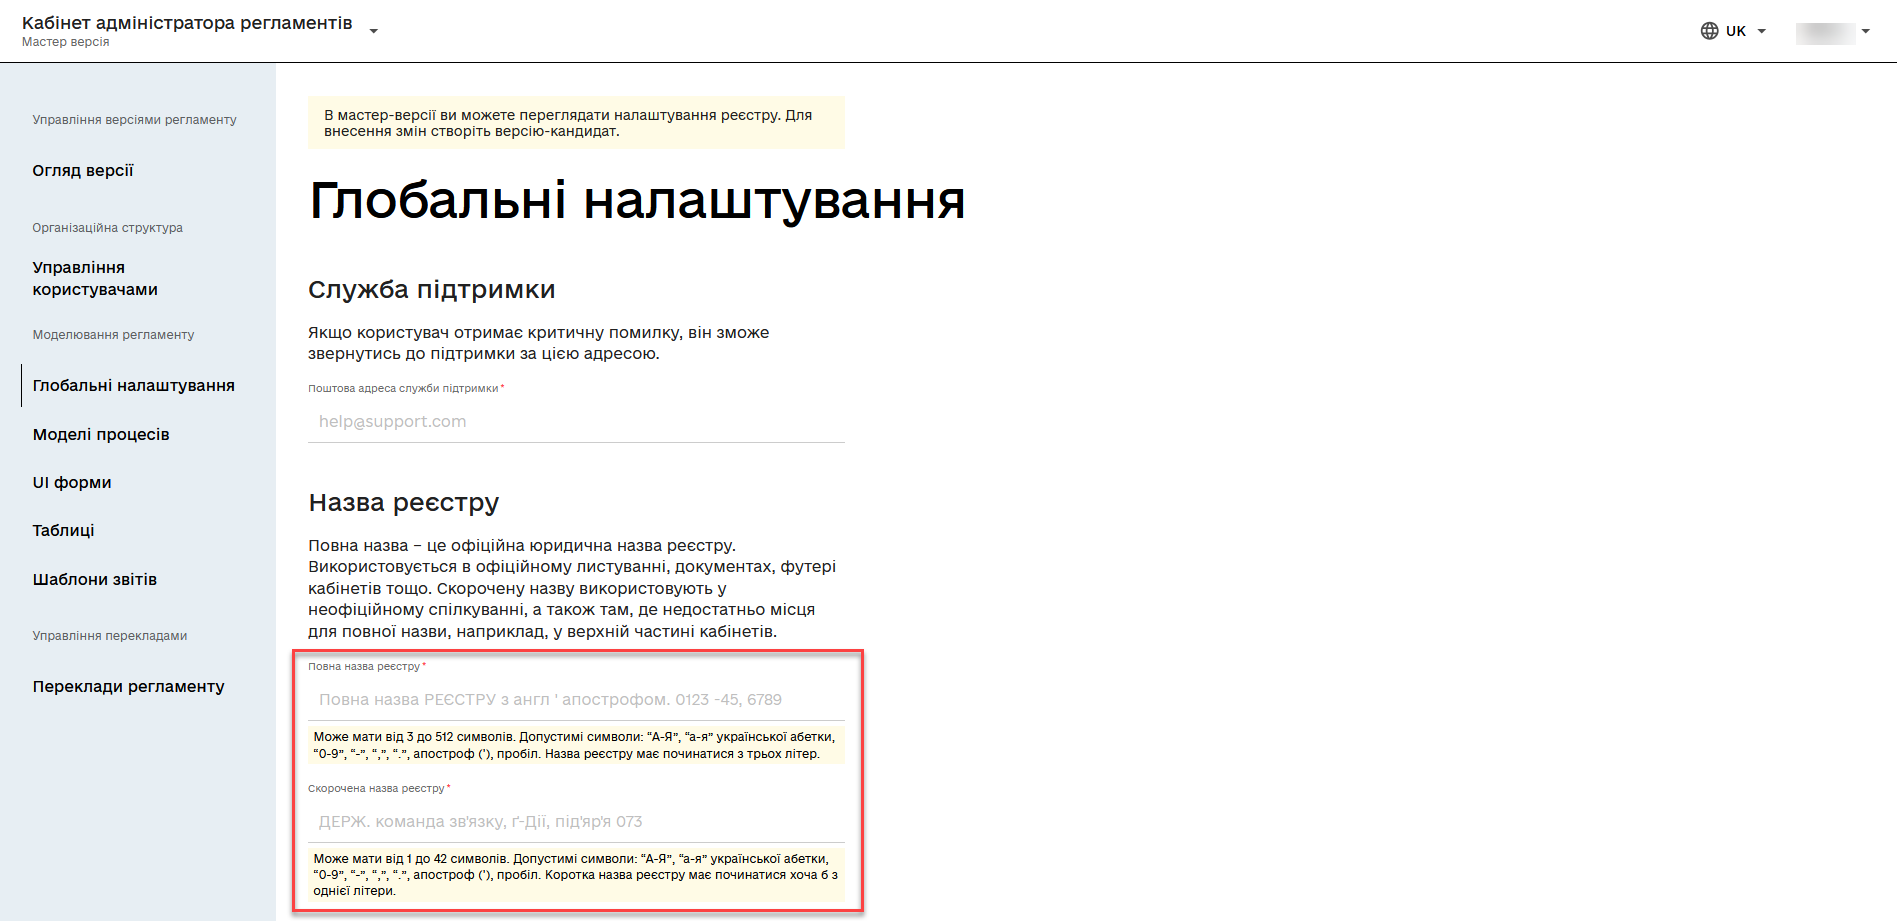 Кабінет адміністратора регламентів
Мастер версія
UK
Управління версіями регламенту
Огляд версії
Організаційна структура
Управління
користувачами
Моделювання регламенту
Глобальні налаштування
Моделі процесів
UI форми
Таблиці
Шаблони звітів
Управління перекладами
Переклади регламенту
В мастер-версії ви можете переглядати налаштування реєстру. Для
внесення змін створіть версію-кандидат.
Глобальні налаштування
Служба підтримки
Якщо користувач отримає критичну помилку, він зможе
звернутись до підтримки за цією адресою.
Поштова адреса служби підтримки *
help@support.com
Назва реєстру
Повна назва – це офіційна юридична назва реєстру.
Використовується в офіційному листуванні, документах, футері
кабінетів тощо. Скорочену назву використовують у
неофіційному спілкуванні, а також там, де недостатньо місця
для повної назви, наприклад, у верхній частині кабінетів.
Повна назва реєстру *
Повна назва РЕЄСТРУ з англ ' апострофом. 0123 -45, 6789
Може мати від 3 до 512 символів. Допустимі символи: “А-Я”, “а-я” української абетки,
“0-9”, “-”, “,”, “.”, апостроф ('), пробіл. Назва реєстру має починатися з трьох літер.
Скорочена назва реєстру *
ДЕРЖ. команда зв'язку, ґ-Дії, під'яр'я 073
Може мати від 1 до 42 символів. Допустимі символи: “А-Я”, “а-я” української абетки,
“0-9”, “-”, “,”, “.”, апостроф ('), пробіл. Коротка назва реєстру має починатися хоча б з
однієї літери.